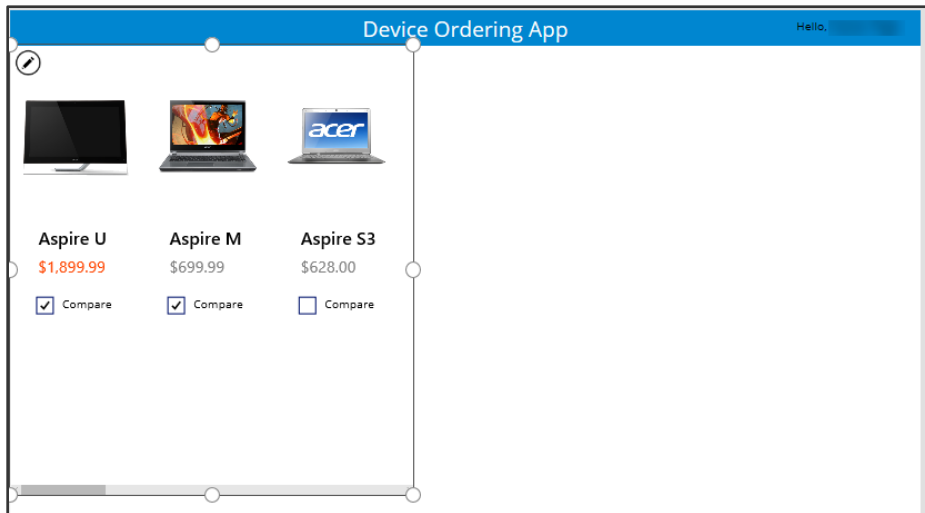 Device Ordering App
Hello,
acer
Aspire U
Aspire M
Aspire S3
$1,899.99
$699.99
$628.00
Compare
Compare
Compare